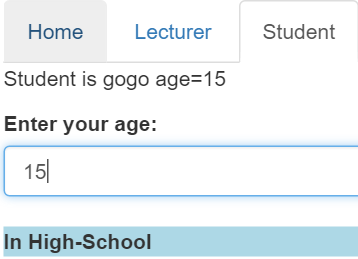 Home Lecturer Student
Student is gogo age=15
Enter your age:
15
In High-School